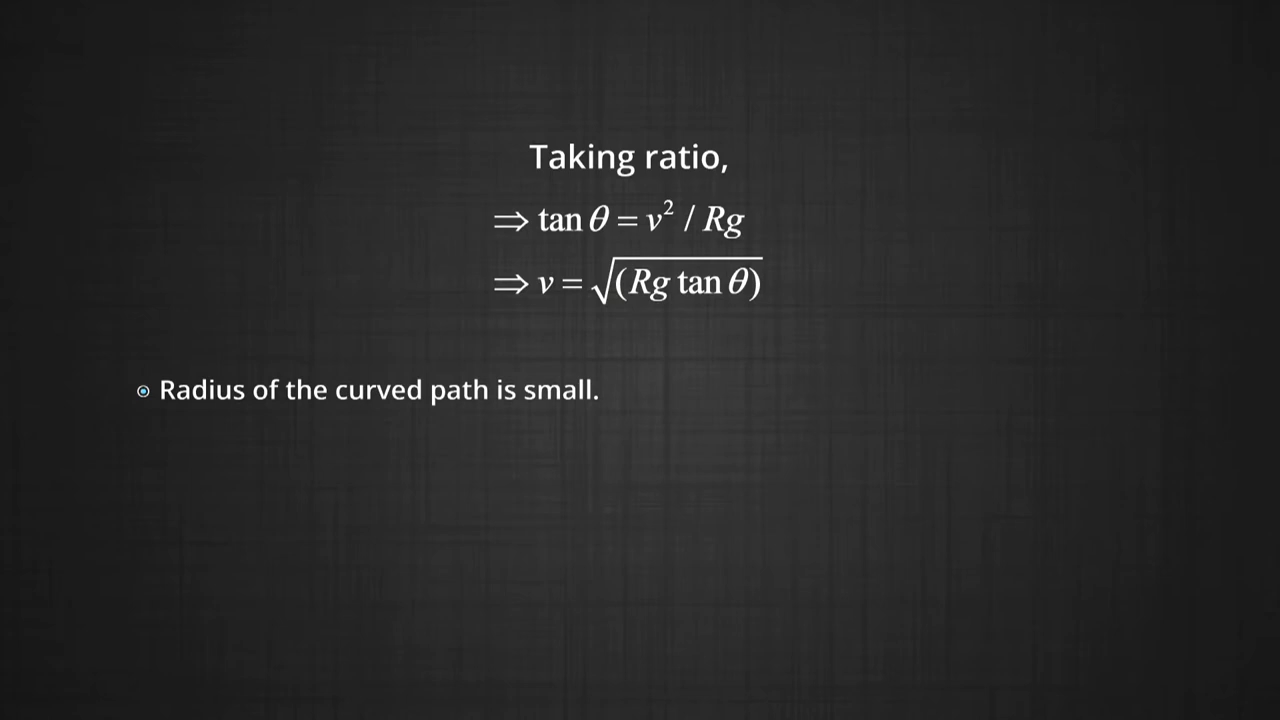 Taking ratio,
⇒ tan θ = v² / Rg
⇒ v = √(Rg tan θ)
Radius of the curved path is small.